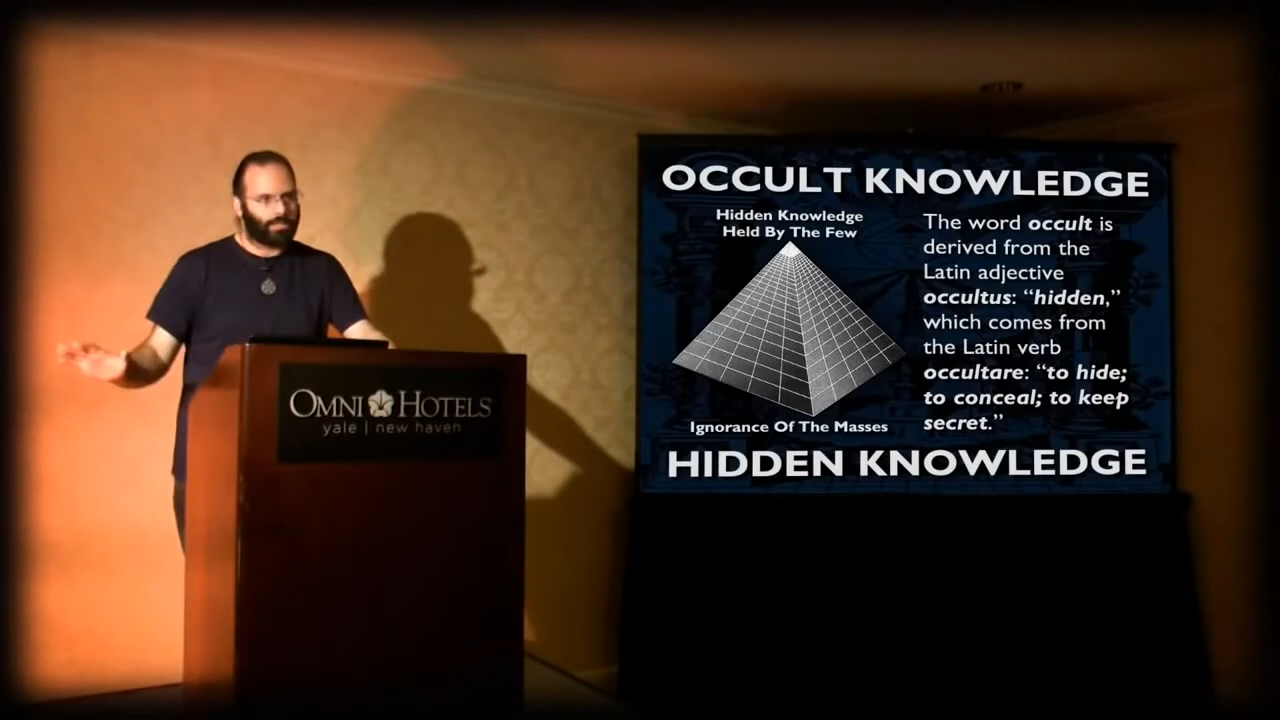 OMNI HOTELS
yale | new haven
OCCULT KNOWLEDGE
Hidden Knowledge
Held By The Few
Ignorance Of The Masses
The word occult is
derived from the
Latin adjective
occultus: “hidden,”
which comes from
the Latin verb
occultare: “to hide;
to conceal; to keep
secret.”
HIDDEN KNOWLEDGE